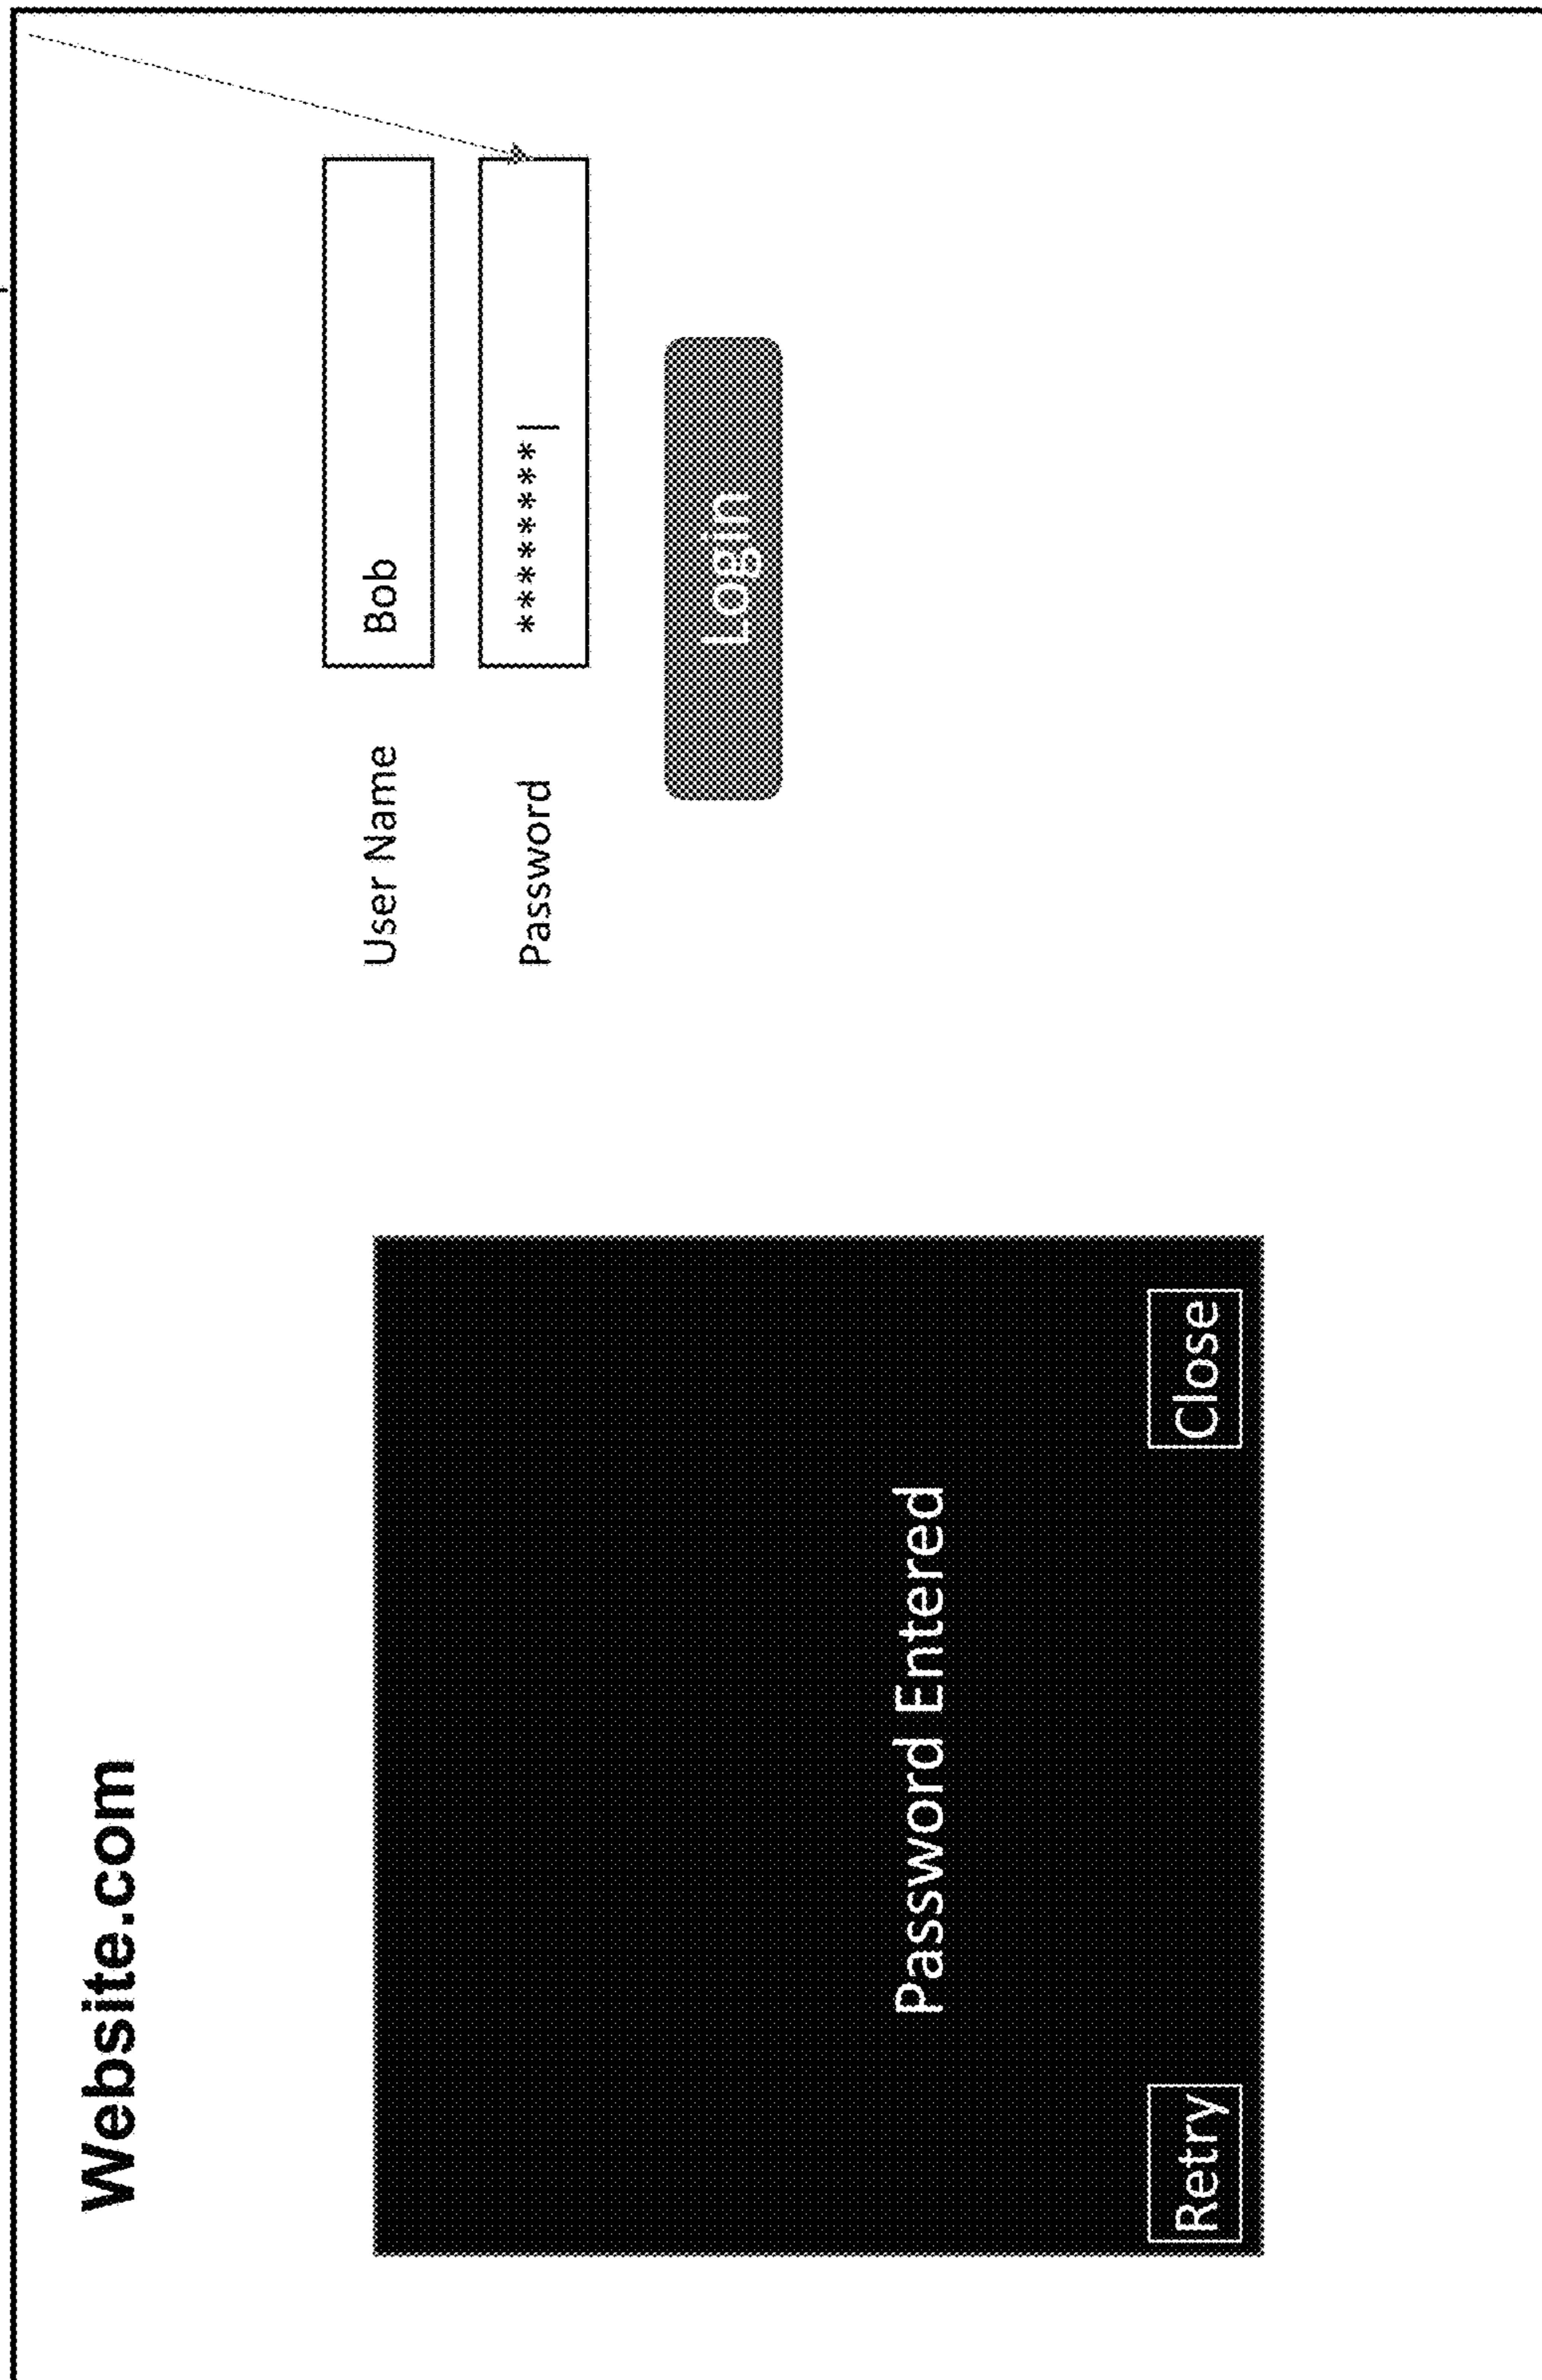 Website.com
User Name Bob
Password ********|
Login
Password Entered
Retry Close